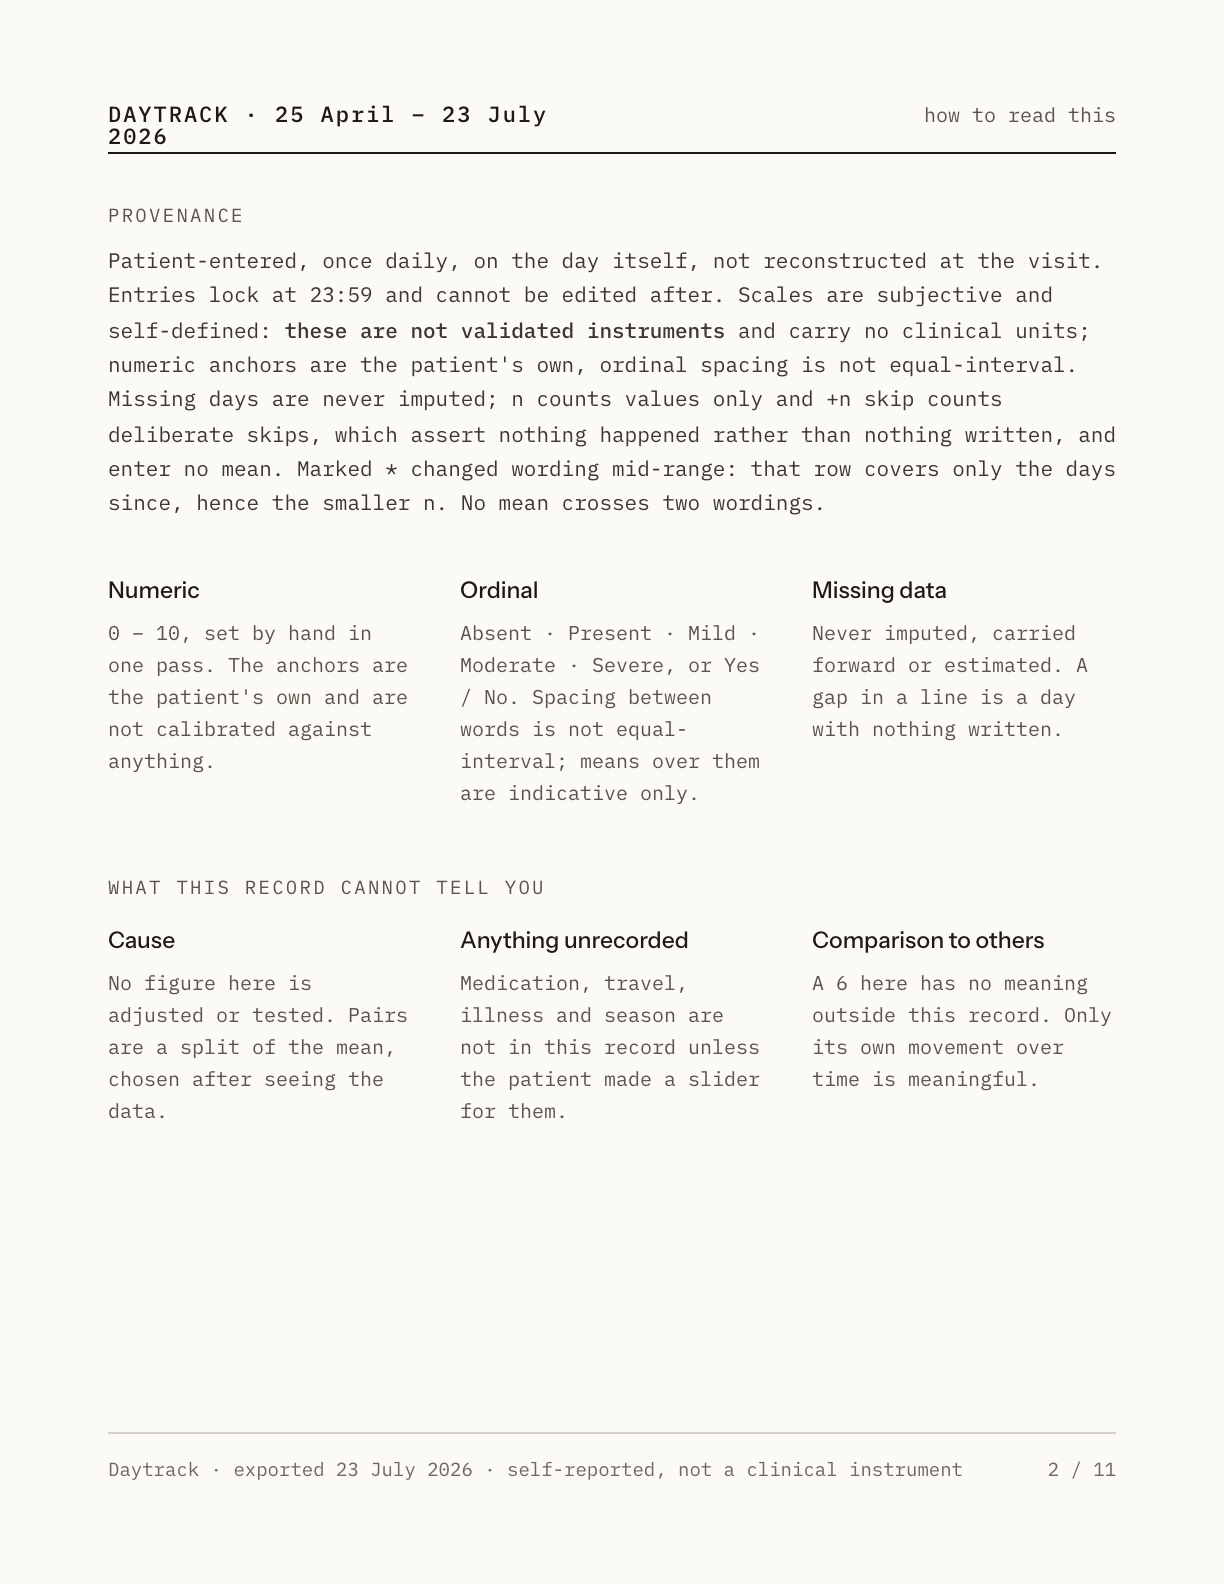 DAYTRACK · 25 April – 23 July
2026
how to read this
PROVENANCE
Patient-entered, once daily, on the day itself, not reconstructed at the visit.
Entries lock at 23:59 and cannot be edited after. Scales are subjective and
self-defined: these are not validated instruments and carry no clinical units;
numeric anchors are the patient's own, ordinal spacing is not equal-interval.
Missing days are never imputed; n counts values only and +n skip counts
deliberate skips, which assert nothing happened rather than nothing written, and
enter no mean. Marked * changed wording mid-range: that row covers only the days
since, hence the smaller n. No mean crosses two wordings.
Numeric
0 – 10, set by hand in
one pass. The anchors are
the patient's own and are
not calibrated against
anything.
Ordinal
Absent · Present · Mild ·
Moderate · Severe, or Yes
/ No. Spacing between
words is not equal-
interval; means over them
are indicative only.
Missing data
Never imputed, carried
forward or estimated. A
gap in a line is a day
with nothing written.
WHAT THIS RECORD CANNOT TELL YOU
Cause
No figure here is
adjusted or tested. Pairs
are a split of the mean,
chosen after seeing the
data.
Anything unrecorded
Medication, travel,
illness and season are
not in this record unless
the patient made a slider
for them.
Comparison to others
A 6 here has no meaning
outside this record. Only
its own movement over
time is meaningful.
Daytrack · exported 23 July 2026 · self-reported, not a clinical instrument
2 / 11